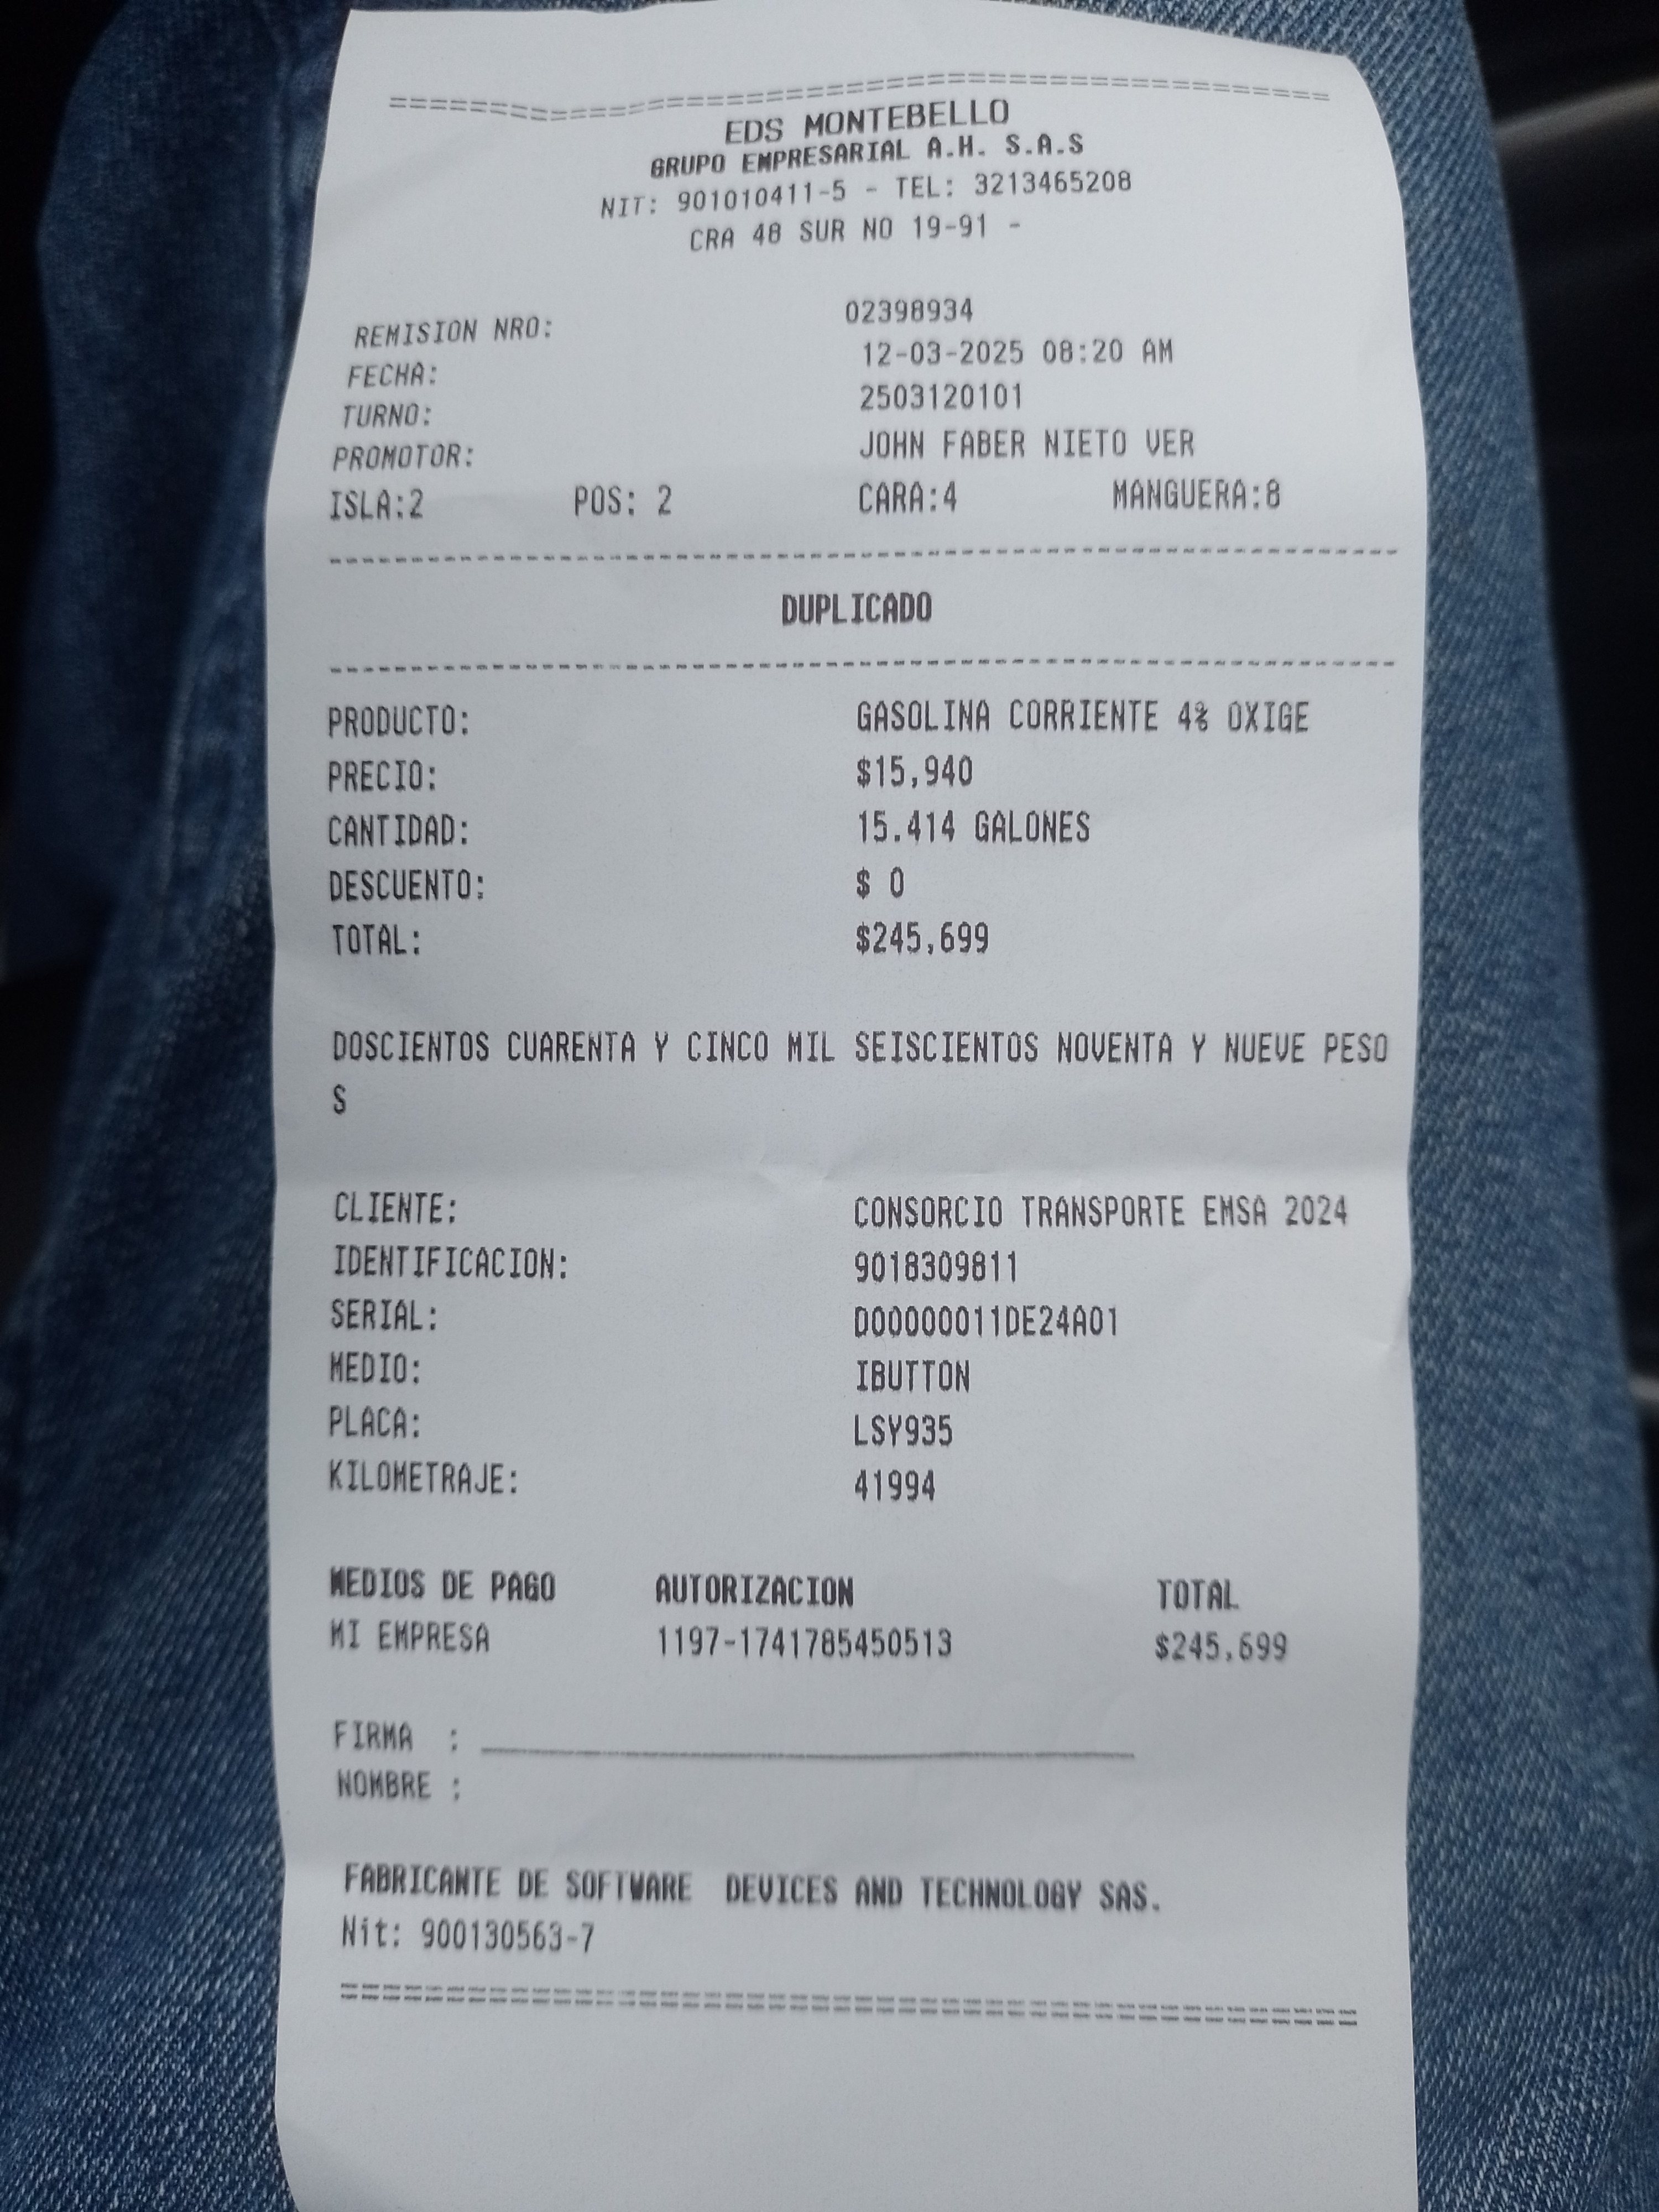 EDS MONTEBELLO
GRUPO EMPRESARIAL A.H. S.A.S
NIT: 901010411-5 - TEL: 3213465208
CRA 48 SUR NO 19-91 -
REMISION NRO: 02398934
FECHA: 12-03-2025 08:20 AM
TURNO: 2503120101
PROMOTOR: JOHN FABER NIETO VER
ISLA:2 POS: 2 CARA:4 MANGUERA:8
DUPLICADO
PRODUCTO: GASOLINA CORRIENTE 4% OXIGE
PRECIO: $15,940
CANTIDAD: 15.414 GALONES
DESCUENTO: $ 0
TOTAL: $245,699
DOSCIENTOS CUARENTA Y CINCO MIL SEISCIENTOS NOVENTA Y NUEVE PESO
S
CLIENTE: CONSORCIO TRANSPORTE EMSA 2024
IDENTIFICACION: 9018309811
SERIAL: D00000011DE24A01
MEDIO: IBUTTON
PLACA: LSY935
KILOMETRAJE: 41994
MEDIOS DE PAGO AUTORIZACION TOTAL
MI EMPRESA 1197-1741785450513 $245,699
FIRMA :
NOMBRE :
FABRICANTE DE SOFTWARE DEVICES AND TECHNOLOGY SAS.
Nit: 900130563-7